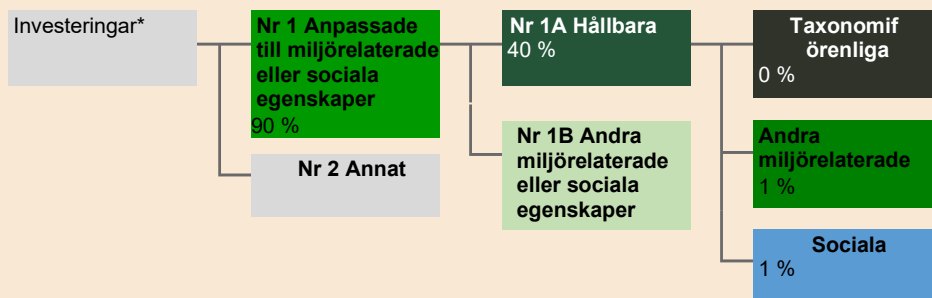 Investeringar*
Nr 1 Anpassade
till miljörelaterade
eller sociala
egenskaper
90 %
Nr 2 Annat
Nr 1A Hållbara
40 %
Nr 1B Andra
miljörelaterade
eller sociala
egenskaper
Taxonomif
örenliga
0 %
Andra
miljörelaterade
1 %
Sociala
1 %